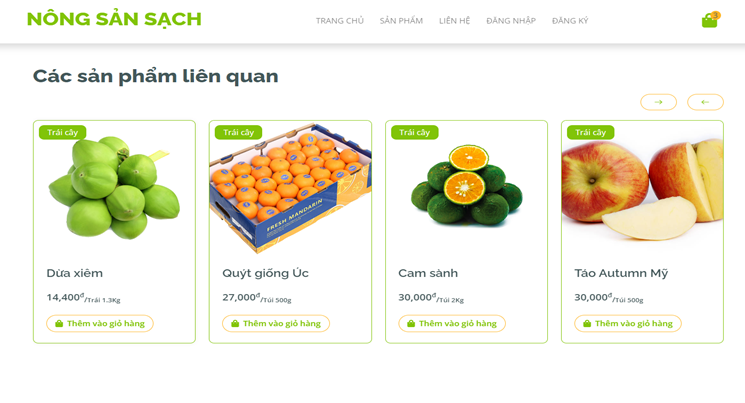 NÔNG SẢN SẠCH
TRANG CHỦ SẢN PHẨM LIÊN HỆ ĐĂNG NHẬP ĐĂNG KÝ
3
Các sản phẩm liên quan
Trái cây
Trái cây
Trái cây
FRESH MANDARIN
Dừa xiêm
14,400đ/Trái 1.3Kg
Thêm vào giỏ hàng
Quýt giống Úc
27,000đ/Túi 500g
Thêm vào giỏ hàng
Cam sành
30,000đ/Túi 2Kg
Thêm vào giỏ hàng
Trái cây
Táo Autumn Mỹ
30,000đ/Túi 500g
Thêm vào giỏ hàng